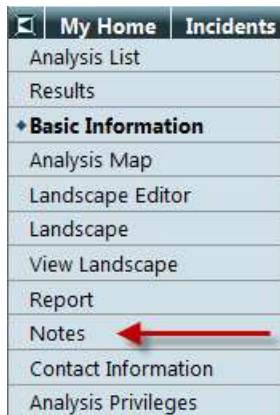 My Home Incidents
Analysis List
Results
Basic Information
Analysis Map
Landscape Editor
Landscape
View Landscape
Report
Notes
Contact Information
Analysis Privileges